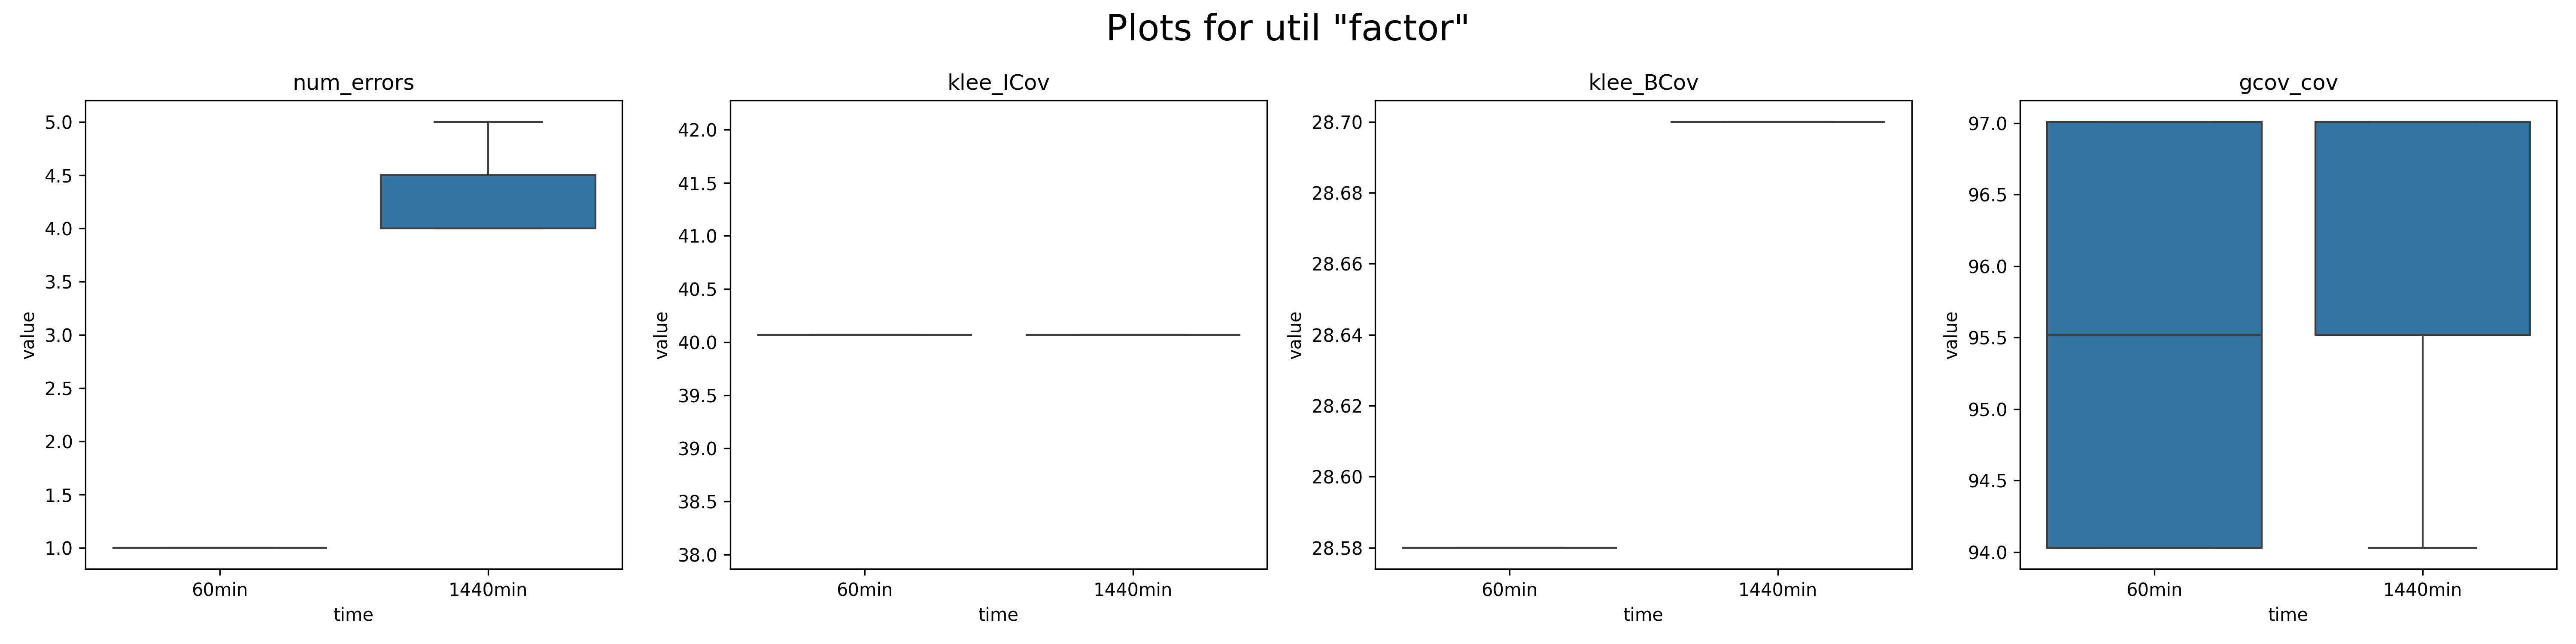 Plots for util "factor"
num_errors
5.0
4.5
4.0
3.5
3.0
2.5
2.0
1.5
1.0
value
60min
1440min
time
klee_ICov
42.0
41.5
41.0
40.5
40.0
39.5
39.0
38.5
38.0
value
60min
1440min
time
klee_BCov
28.70
28.68
28.66
28.64
28.62
28.60
28.58
value
60min
1440min
time
gcov_cov
97.0
96.5
96.0
95.5
95.0
94.5
94.0
value
60min
1440min
time